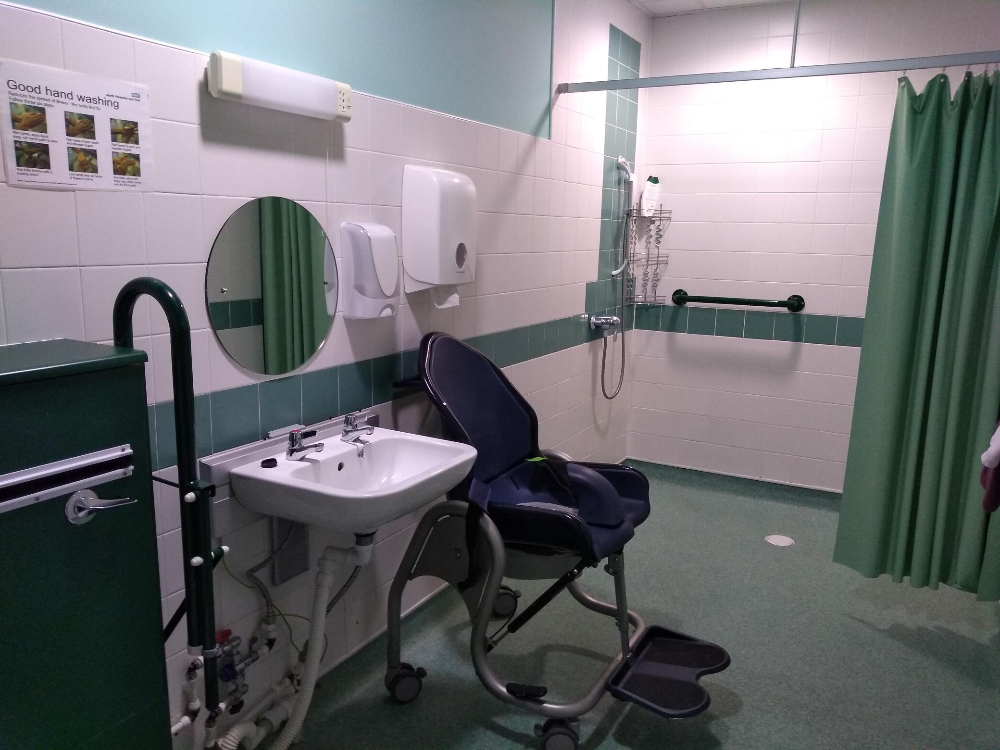 Good hand washing
NHS
North Yorkshire and York
Reduces the spread of illness - like colds and flu
Follow these six steps
Wet hands, apply liquid
soap, rub hands palm to palm
2
Rub backs of both hands
and between fingers
3
Rub hands to palm and
between fingers
4
Rub both thumbs with a
twisting action
5
Link hands and rub backs
of fingers in palms
6
Rub both palms with
finger tips, rinse hands
and dry thoroughly